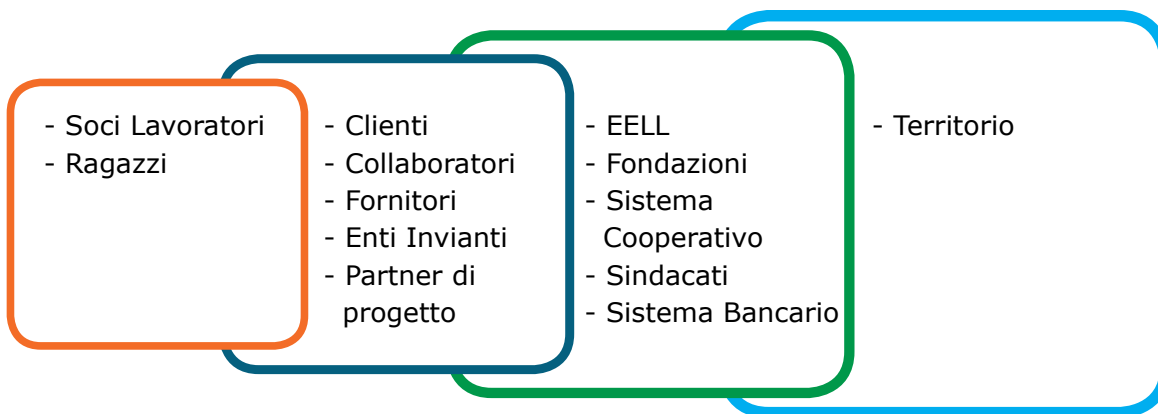 - Soci Lavoratori
- Ragazzi
- Clienti
- Collaboratori
- Fornitori
- Enti Invianti
- Partner di
progetto
- EELL
- Fondazioni
- Sistema
Cooperativo
- Sindacati
- Sistema Bancario
- Territorio